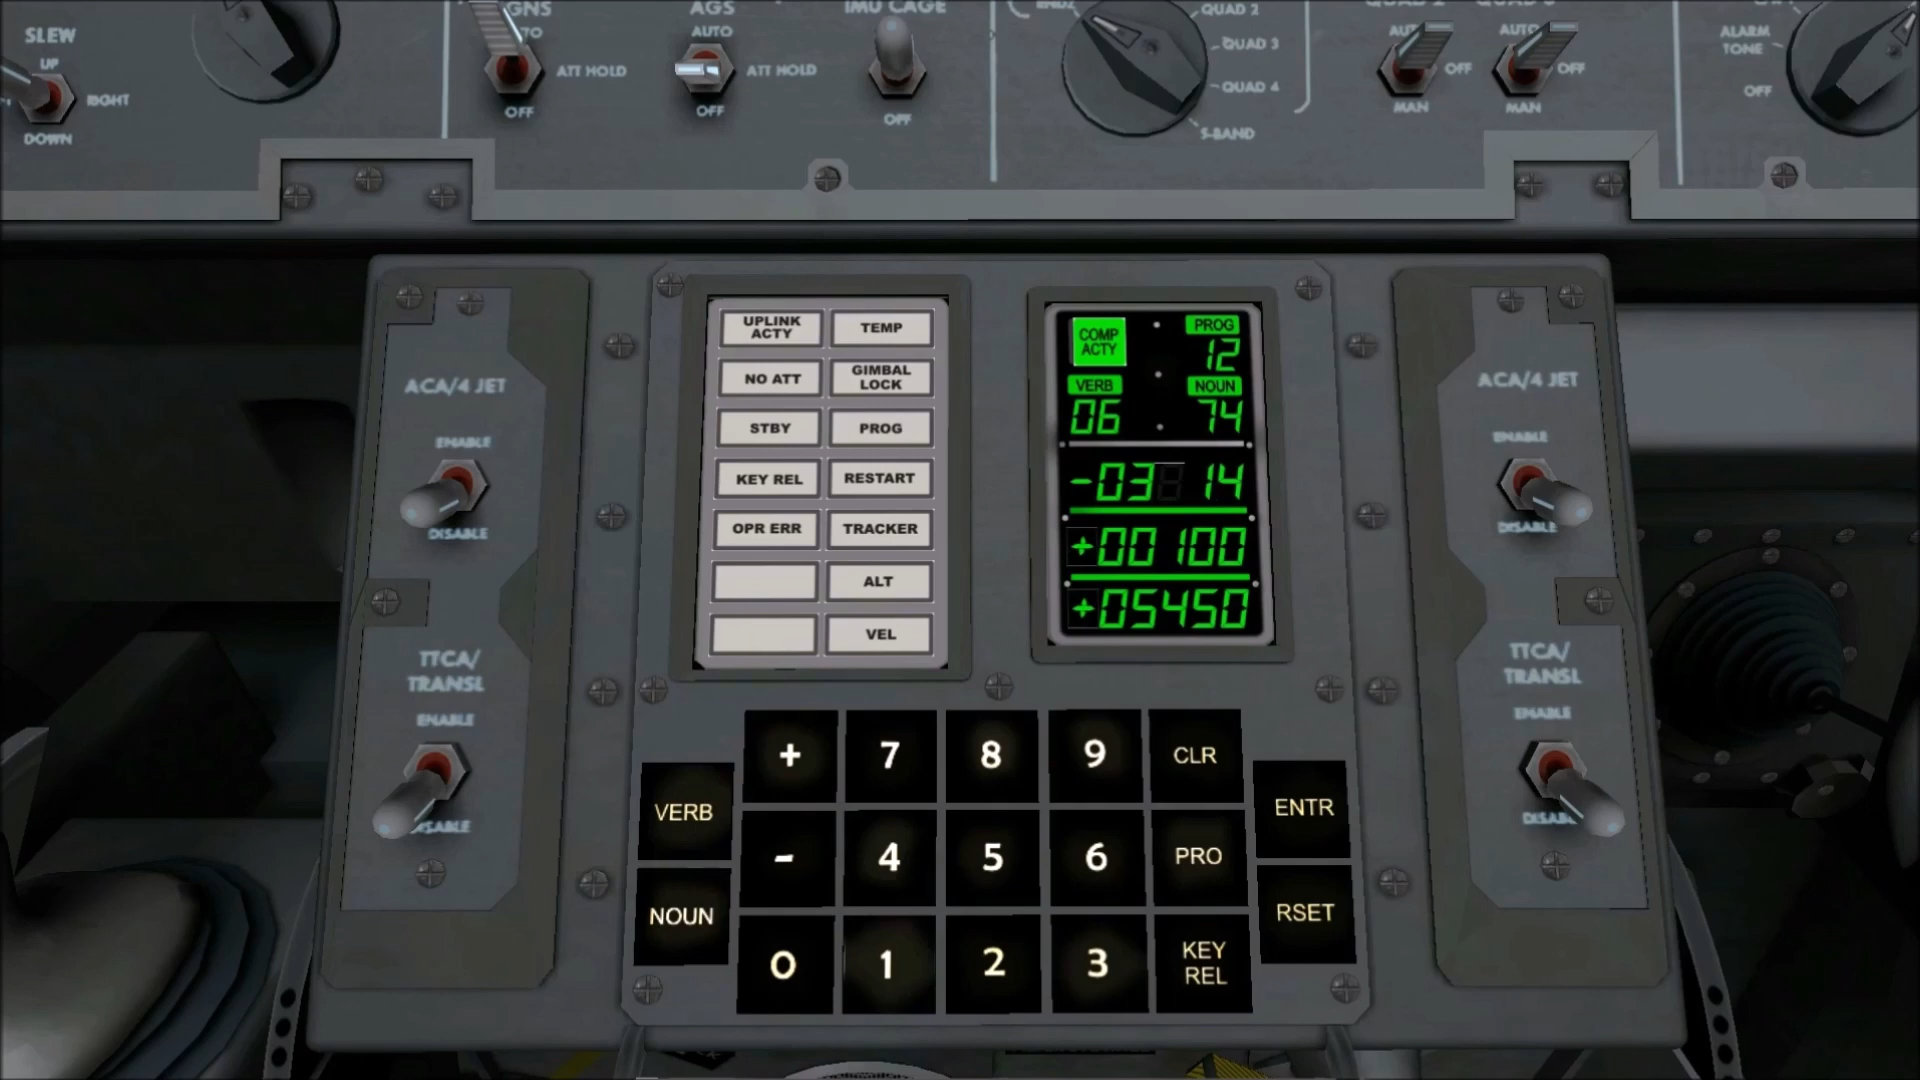 SLEW
UP
RIGHT
DOWN
ATT HOLD
OFF
AGS
AUTO
ATT HOLD
OFF
IMU CAGE
OFF
QUAD 2
QUAD 3
QUAD 4
S-BAND
OFF
MAN
OFF
MAN
ALARM
TONE
OFF
ACA/4 JET
ENABLE
DISABLE
TTCA/
TRANSL
ENABLE
UPLINK
ACTY
TEMP
NO ATT
GIMBAL
LOCK
STBY
PROG
KEY REL
RESTART
OPR ERR
TRACKER
ALT
VEL
COMP
ACTY
PROG
12
VERB
NOUN
06
74
-03 14
+00100
+05450
ACA/4 JET
ENABLE
DISABLE
TTCA/
TRANSL
ENABLE
+ 7 8 9 CLR
VERB
ENTR
- 4 5 6 PRO
NOUN
RSET
0 1 2 3 KEY
REL